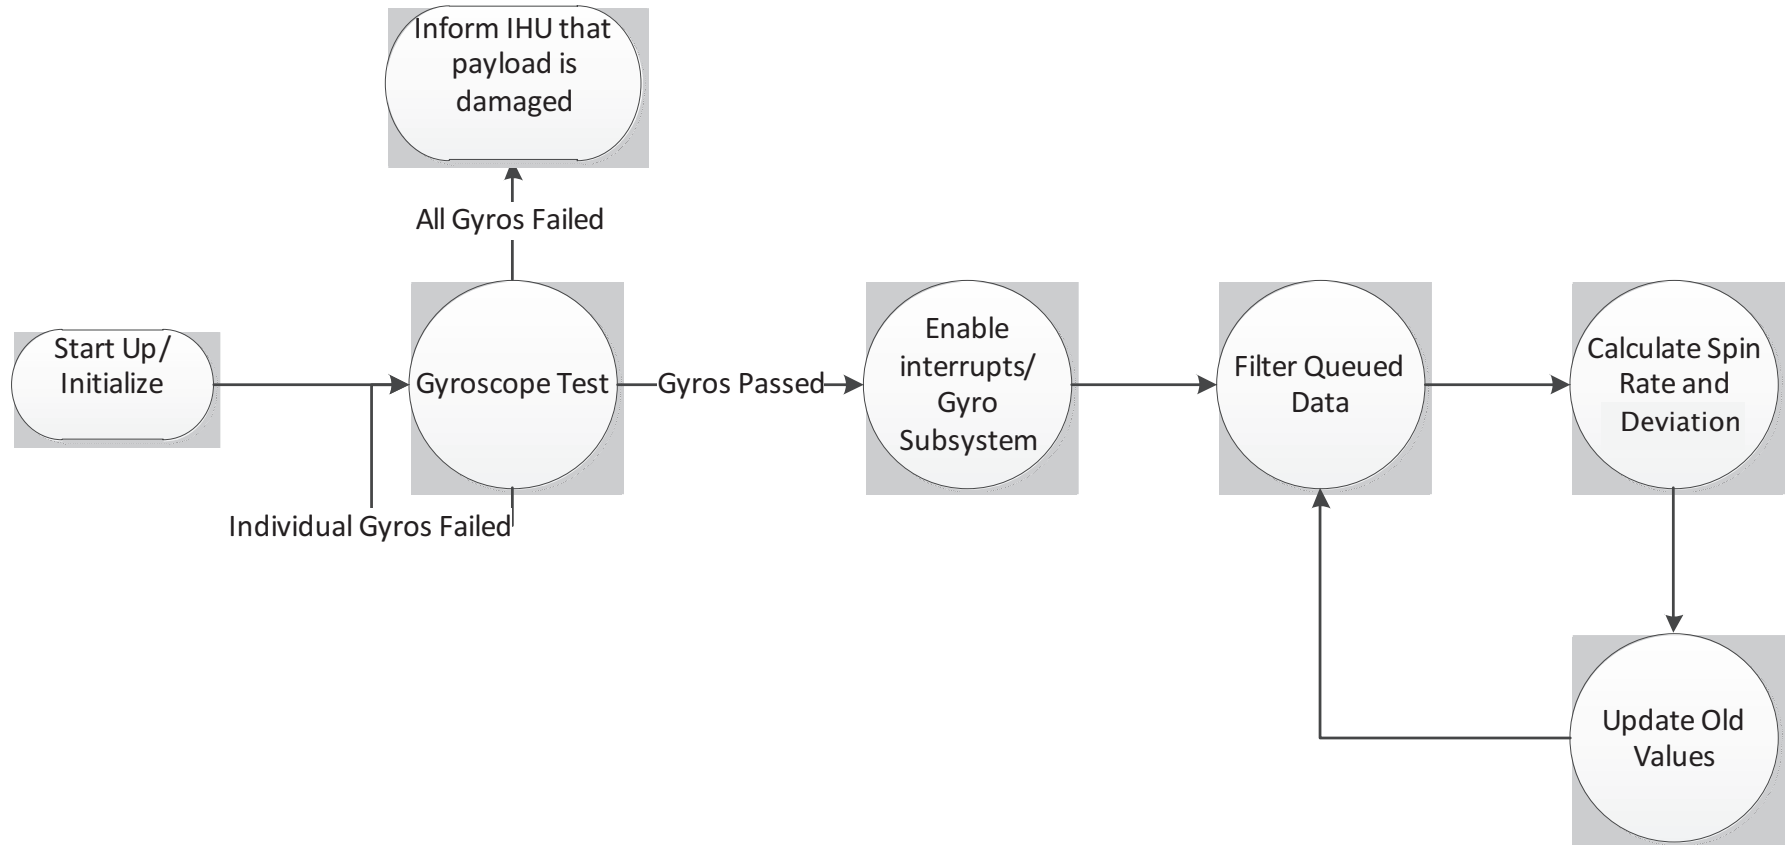 Inform IHU that
payload is
damaged
All Gyros Failed
Start Up/
Initialize
Gyroscope Test
Gyros Passed
Enable
interrupts/
Gyro
Subsystem
Filter Queued
Data
Calculate Spin
Rate and
Deviation
Individual Gyros Failed
Update Old
Values